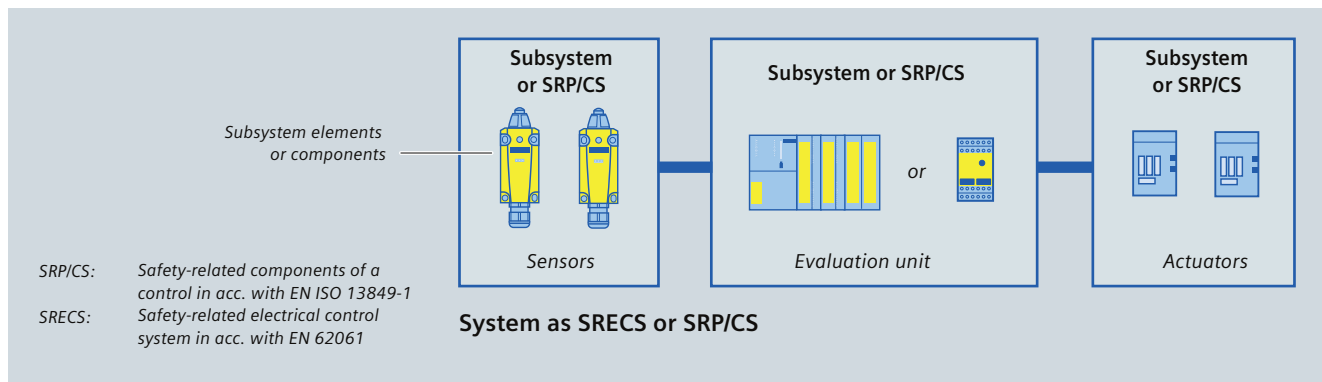 Subsystem
or SRP/CS
Subsystem or SRP/CS
Subsystem
or SRP/CS
Subsystem elements
or components
or
Sensors
Evaluation unit
Actuators
SRP/CS: Safety-related components of a
control in acc. with EN ISO 13849-1
SRECS: Safety-related electrical control
system in acc. with EN 62061
System as SRECS or SRP/CS